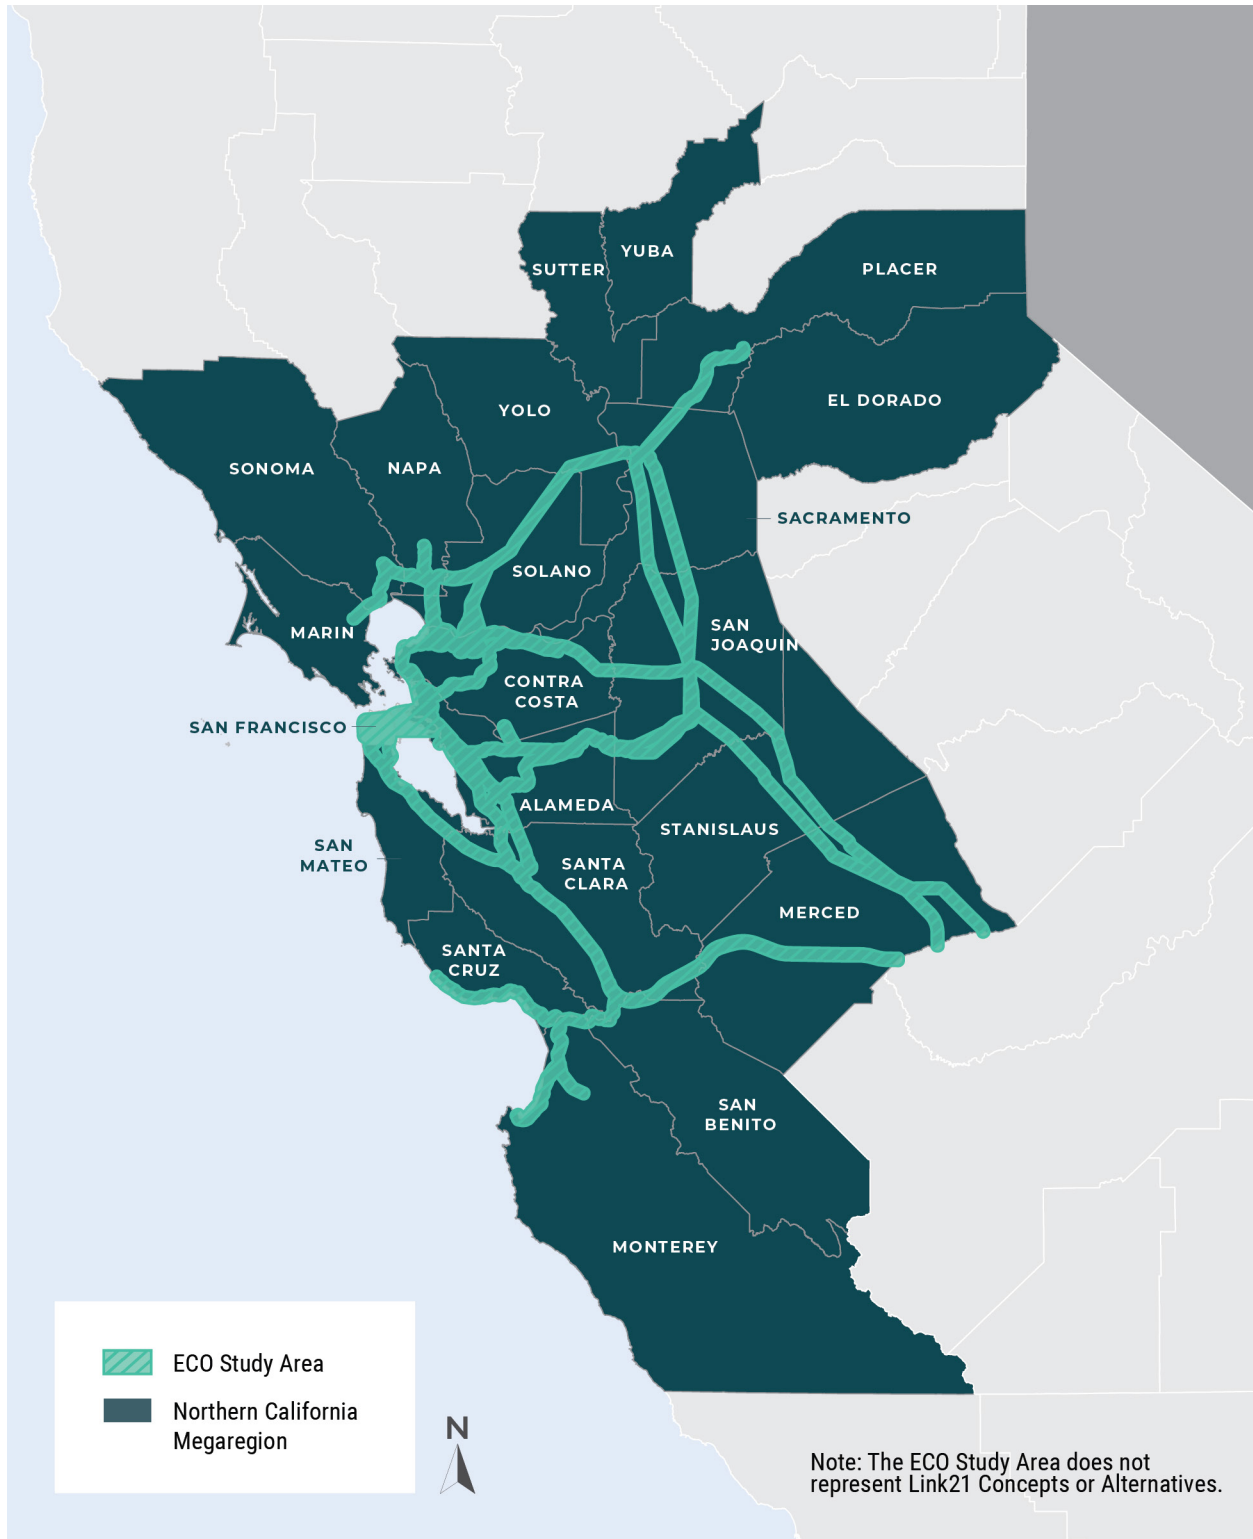 YUBA
SUTTER
PLACER
EL DORADO
YOLO
SONOMA
NAPA
SACRAMENTO
SOLANO
MARIN
SAN
JOAQUIN
CONTRA
COSTA
SAN FRANCISCO
ALAMEDA
STANISLAUS
SAN
MATEO
SANTA
CLARA
MERCED
SANTA
CRUZ
SAN
BENITO
MONTEREY
ECO Study Area
Northern California
Megaregion
N
Note: The ECO Study Area does not
represent Link21 Concepts or Alternatives.